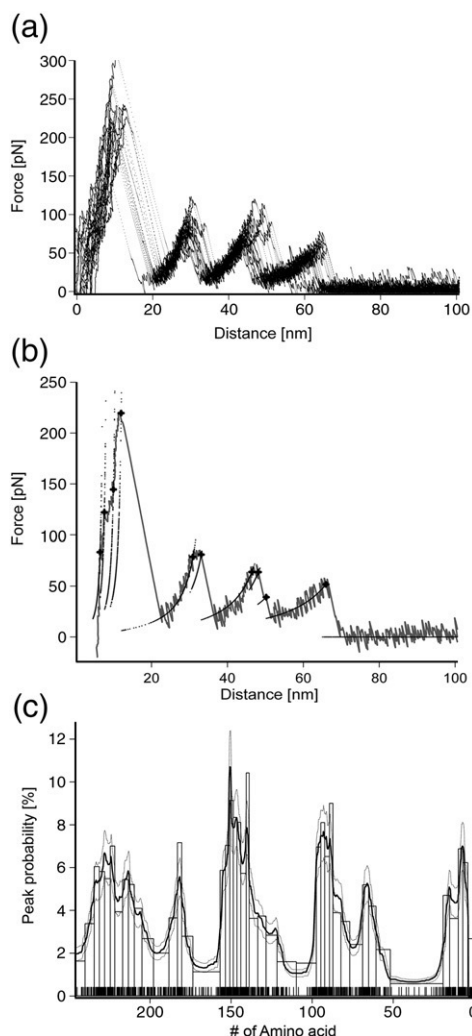 (a)
300
250
200
150
100
50
0
Force [pN]
0 20 40 60 80 100
Distance [nm]
(b)
250
200
150
100
50
0
Force [pN]
20 40 60 80 100
Distance [nm]
(c)
12
10
8
6
4
2
0
Peak probability [%]
200 150 100 50 0
# of Amino acid